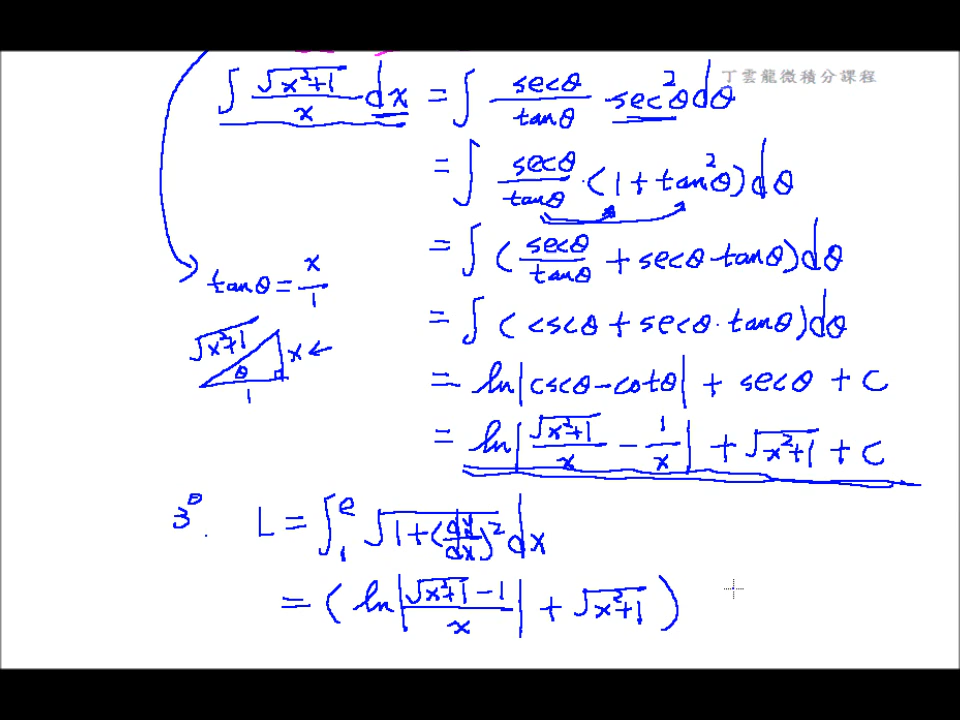 丁雲龍微積分課程
∫ √(x²+1)/x dx = ∫ secθ/tanθ sec²θ dθ
= ∫ secθ/tanθ · (1 + tan²θ) dθ
= ∫ (secθ/tanθ + secθ·tanθ) dθ
tanθ = x/1
= ∫ (cscθ + secθ·tanθ) dθ
√(x²+1) θ x 1
= ln|cscθ - cotθ| + secθ + C
= ln|√(x²+1)/x - 1/x| + √(x²+1) + C
3°. L = ∫₁ᵉ √(1+(dy/dx)²) dx
= (ln|(√(x²+1) - 1)/x| + √(x²+1))